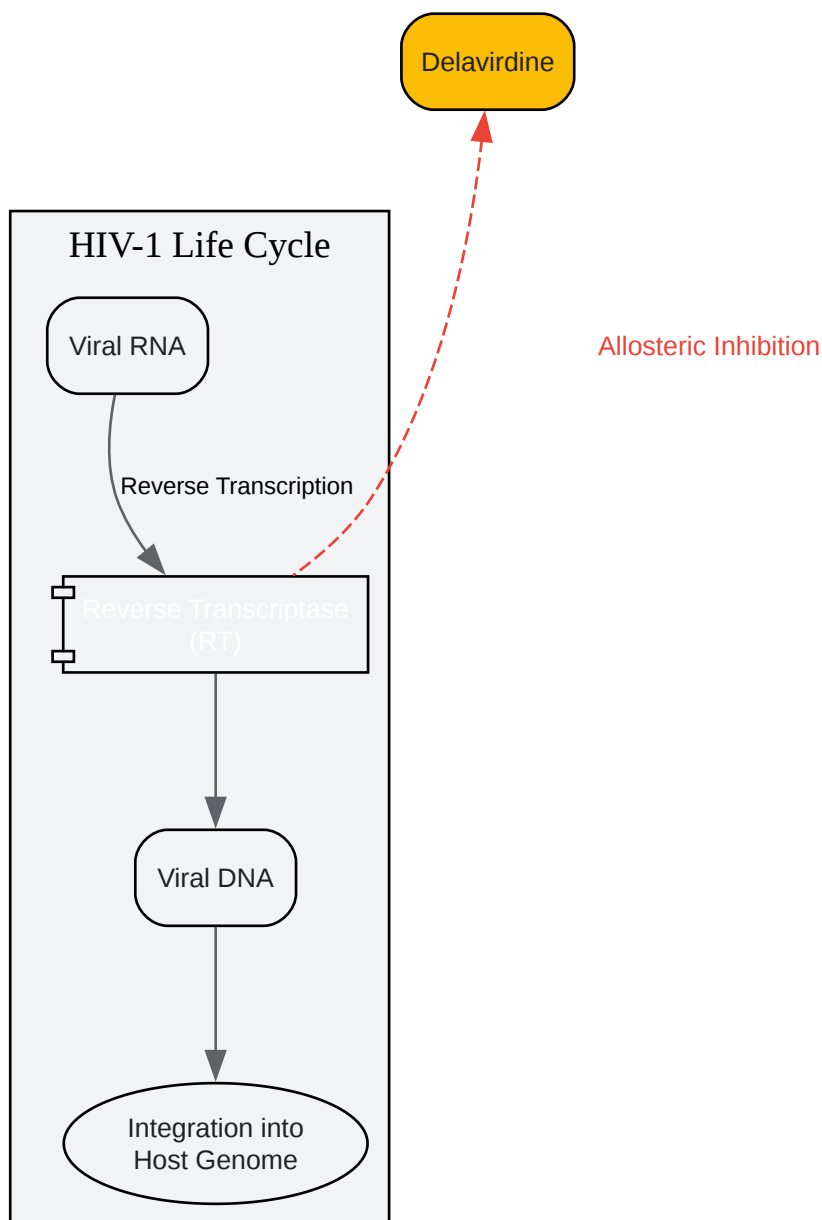 Delavirdine
HIV-1 Life Cycle
Viral RNA
Allosteric Inhibition
Reverse Transcription
Reverse Transcriptase
(RT)
Viral DNA
Integration into
Host Genome